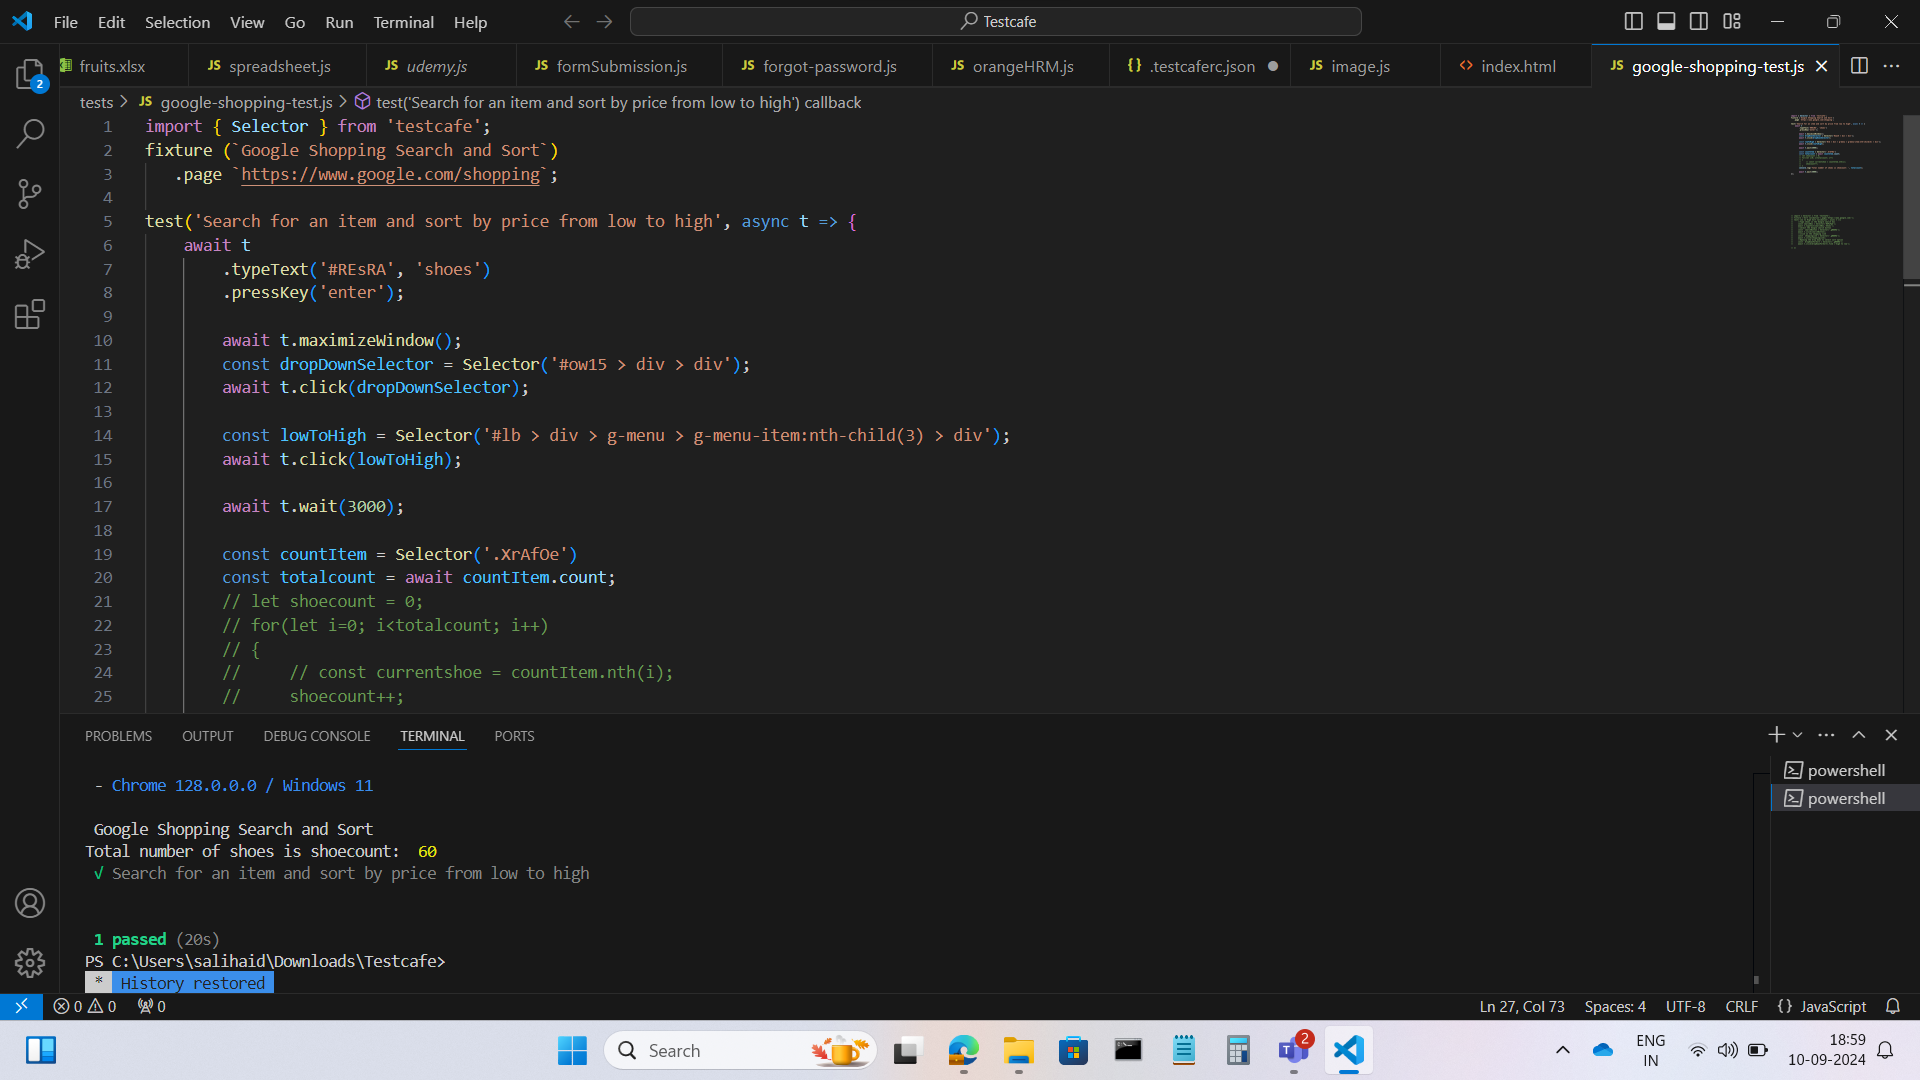 File Edit Selection View Go Run Terminal Help
Testcafe
fruits.xlsx JS spreadsheet.js JS udemy.js JS formSubmission.js JS forgot-password.js JS orangeHRM.js {} .testcaferc.json JS image.js <> index.html JS google-shopping-test.js
2
tests > JS google-shopping-test.js > test('Search for an item and sort by price from low to high') callback
1 import { Selector } from 'testcafe';
2 fixture (`Google Shopping Search and Sort`)
3 .page `https://www.google.com/shopping`;
4
5 test('Search for an item and sort by price from low to high', async t => {
6 await t
7 .typeText('#REsRA', 'shoes')
8 .pressKey('enter');
9
10 await t.maximizeWindow();
11 const dropDownSelector = Selector('#ow15 > div > div');
12 await t.click(dropDownSelector);
13
14 const lowToHigh = Selector('#lb > div > g-menu > g-menu-item:nth-child(3) > div');
15 await t.click(lowToHigh);
16
17 await t.wait(3000);
18
19 const countItem = Selector('.XrAfOe')
20 const totalcount = await countItem.count;
21 // let shoecount = 0;
22 // for(let i=0; i<totalcount; i++)
23 // {
24 // // const currentshoe = countItem.nth(i);
25 // shoecount++;
PROBLEMS OUTPUT DEBUG CONSOLE TERMINAL PORTS
powershell
powershell
- Chrome 128.0.0.0 / Windows 11
Google Shopping Search and Sort
Total number of shoes is shoecount: 60
√ Search for an item and sort by price from low to high
1 passed (20s)
PS C:\Users\salihaid\Downloads\Testcafe>
* History restored
0 0 0 Ln 27, Col 73 Spaces: 4 UTF-8 CRLF {} JavaScript
Search
2
ENG
IN
18:59
10-09-2024